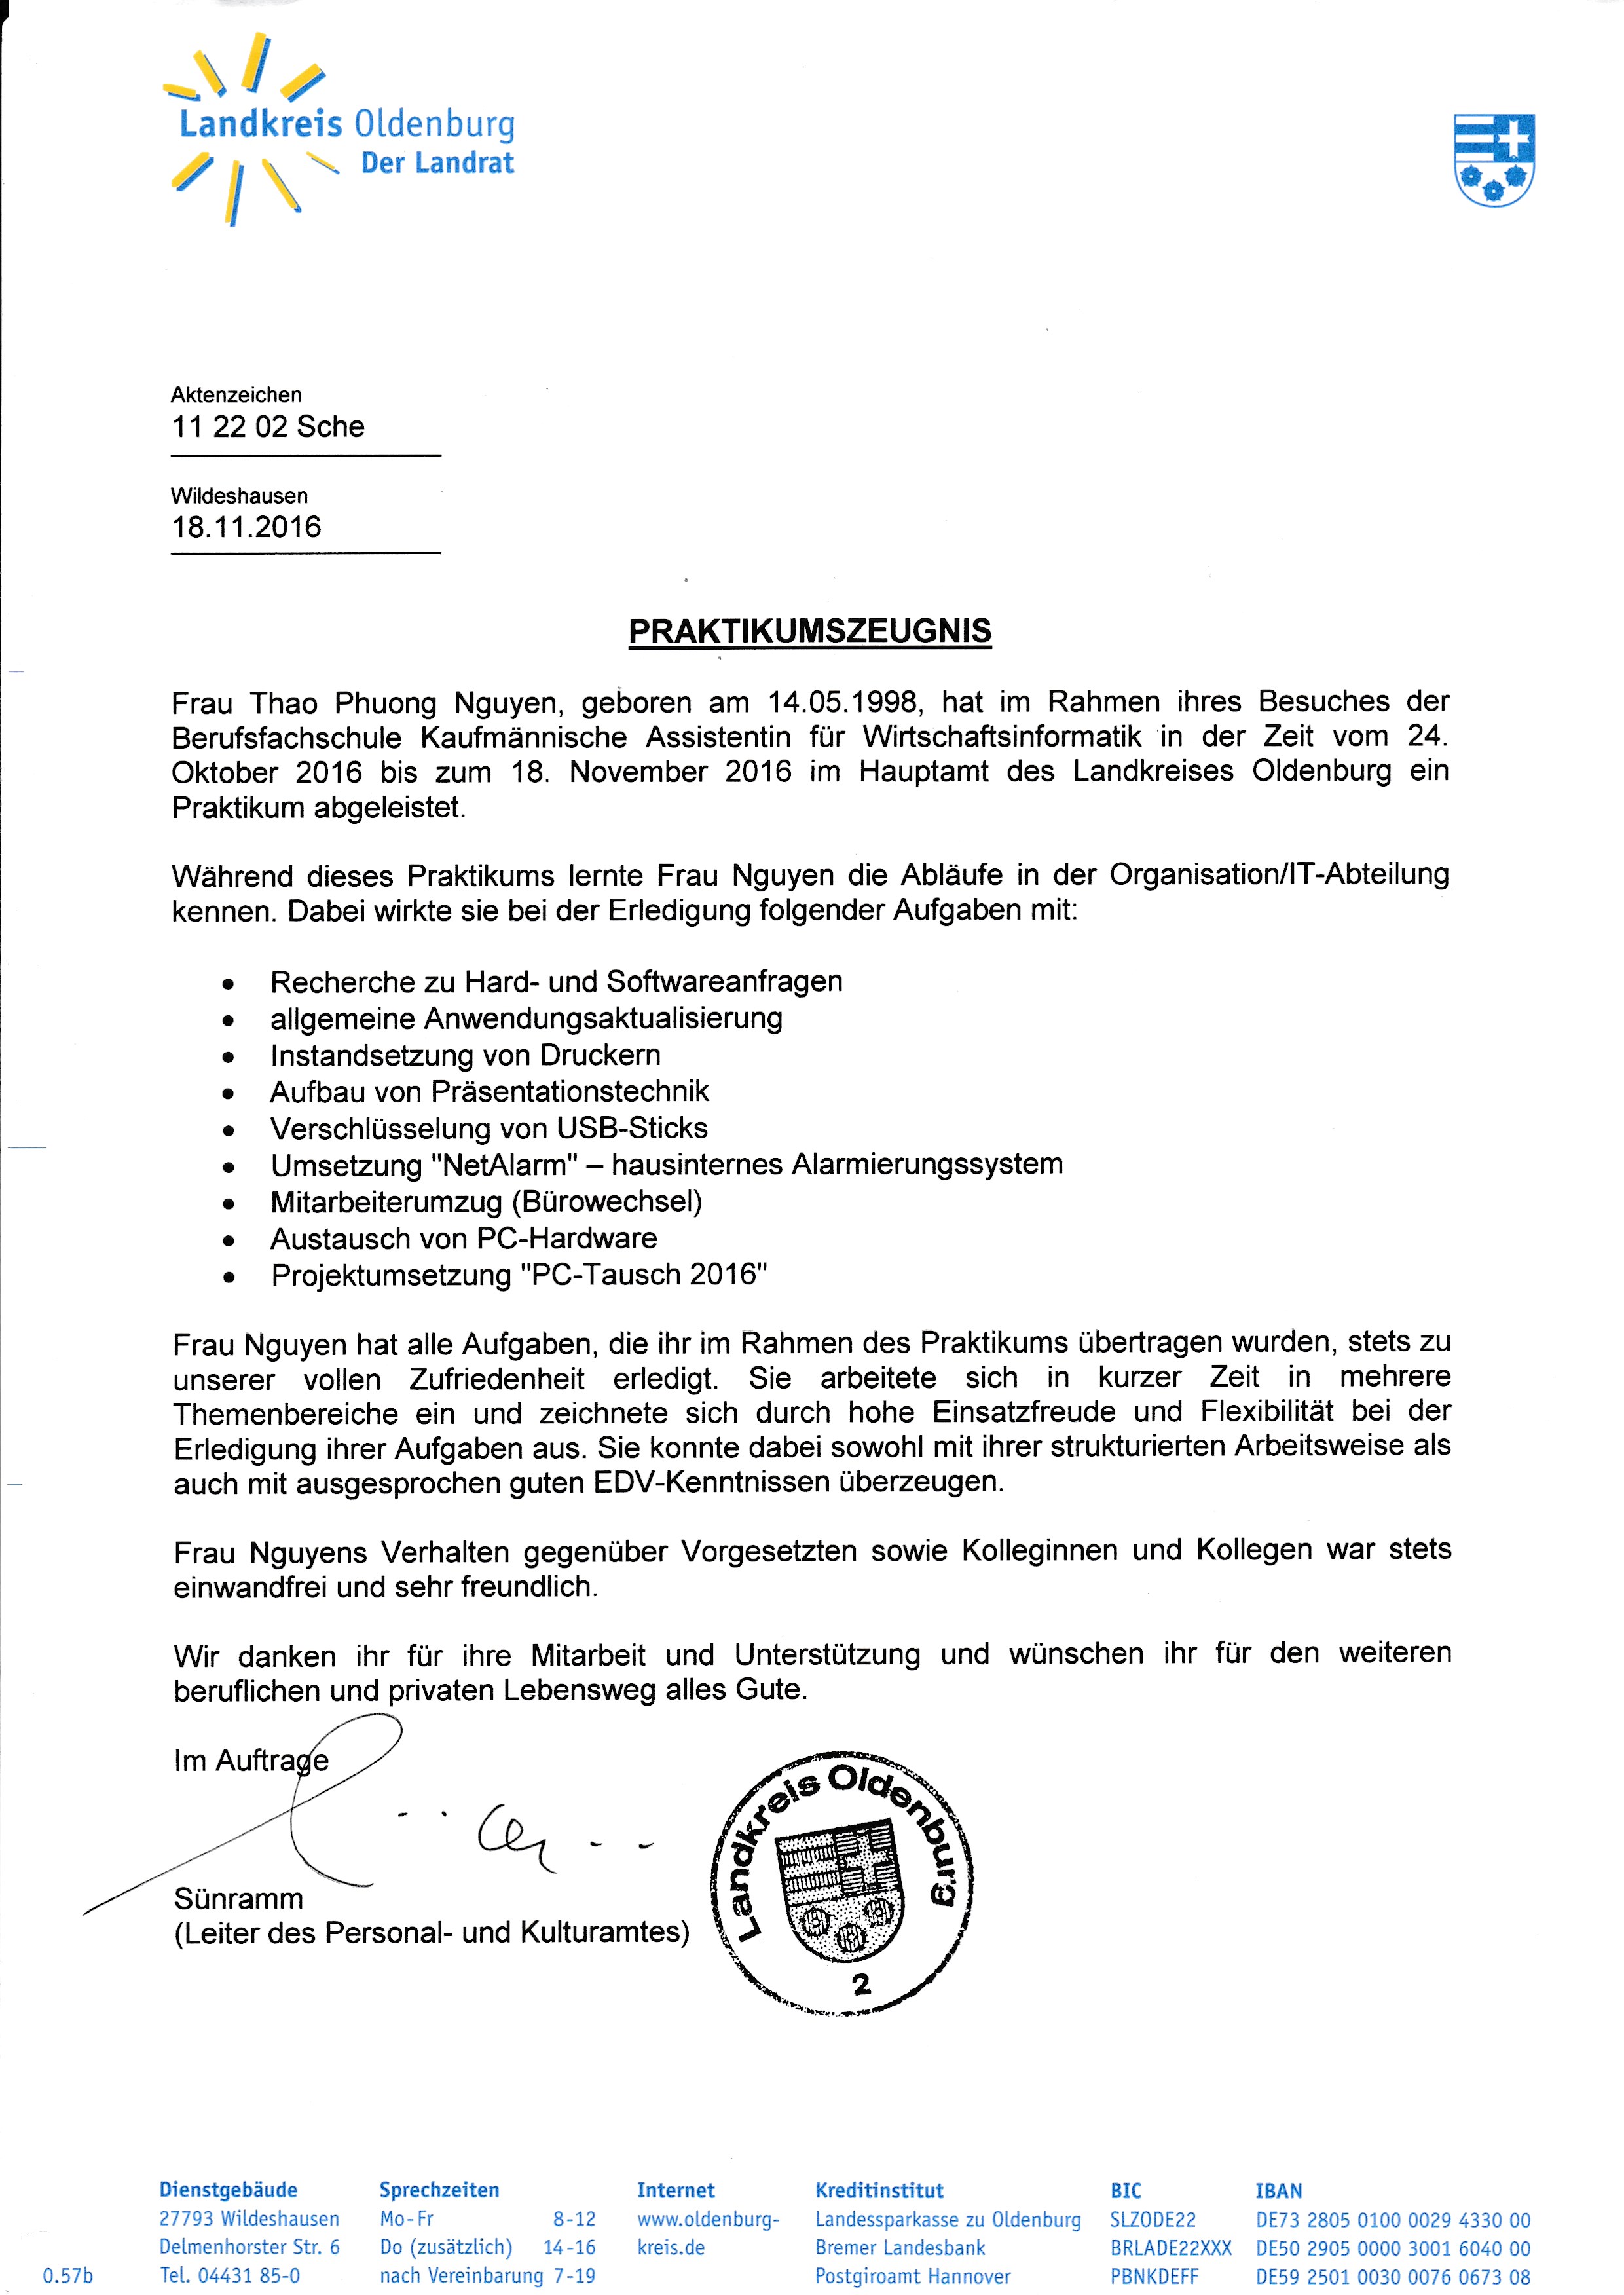 Landkreis Oldenburg
Der Landrat
Aktenzeichen
11 22 02 Sche
Wildeshausen
18.11.2016
PRAKTIKUMSZEUGNIS
Frau Thao Phuong Nguyen, geboren am 14.05.1998, hat im Rahmen ihres Besuches der
Berufsfachschule Kaufmännische Assistentin für Wirtschaftsinformatik in der Zeit vom 24.
Oktober 2016 bis zum 18. November 2016 im Hauptamt des Landkreises Oldenburg ein
Praktikum abgeleistet.
Während dieses Praktikums lernte Frau Nguyen die Abläufe in der Organisation/IT-Abteilung
kennen. Dabei wirkte sie bei der Erledigung folgender Aufgaben mit:
• Recherche zu Hard- und Softwareanfragen
• allgemeine Anwendungsaktualisierung
• Instandsetzung von Druckern
• Aufbau von Präsentationstechnik
• Verschlüsselung von USB-Sticks
• Umsetzung "NetAlarm" – hausinternes Alarmierungssystem
• Mitarbeiterumzug (Bürowechsel)
• Austausch von PC-Hardware
• Projektumsetzung "PC-Tausch 2016"
Frau Nguyen hat alle Aufgaben, die ihr im Rahmen des Praktikums übertragen wurden, stets zu
unserer vollen Zufriedenheit erledigt. Sie arbeitete sich in kurzer Zeit in mehrere
Themenbereiche ein und zeichnete sich durch hohe Einsatzfreude und Flexibilität bei der
Erledigung ihrer Aufgaben aus. Sie konnte dabei sowohl mit ihrer strukturierten Arbeitsweise als
auch mit ausgesprochen guten EDV-Kenntnissen überzeugen.
Frau Nguyens Verhalten gegenüber Vorgesetzten sowie Kolleginnen und Kollegen war stets
einwandfrei und sehr freundlich.
Wir danken ihr für ihre Mitarbeit und Unterstützung und wünschen ihr für den weiteren
beruflichen und privaten Lebensweg alles Gute.
Im Auftrage
Sünramm
(Leiter des Personal- und Kulturamtes)
Landkreis Oldenburg
2
Dienstgebäude Sprechzeiten Internet Kreditinstitut BIC IBAN
27793 Wildeshausen Mo-Fr 8-12 www.oldenburg- Landessparkasse zu Oldenburg SLZODE22 DE73 2805 0100 0029 4330 00
Delmenhorster Str. 6 Do (zusätzlich) 14-16 kreis.de Bremer Landesbank BRLADE22XXX DE50 2905 0000 3001 6040 00
0.57b Tel. 04431 85-0 nach Vereinbarung 7-19 Postgiroamt Hannover PBNKDEFF DE59 2501 0030 0076 0673 08